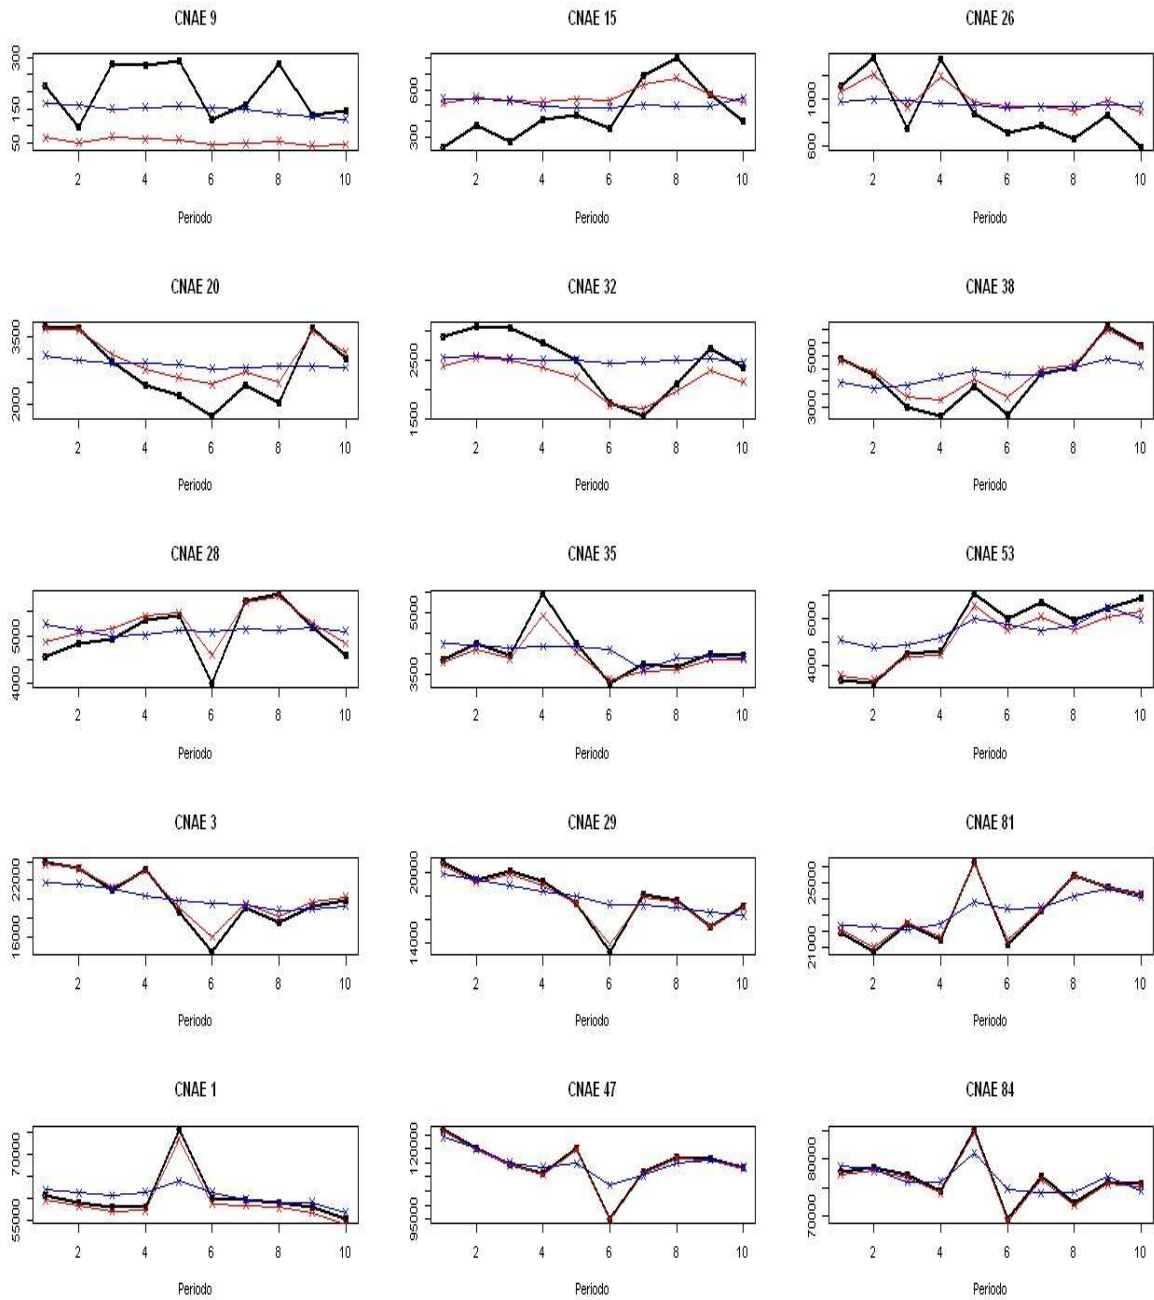 CNAE 9
300
150
50
2 4 6 8 10
Periodo
CNAE 15
600
300
2 4 6 8 10
Periodo
CNAE 26
1000
600
2 4 6 8 10
Periodo
CNAE 20
3500
2000
2 4 6 8 10
Periodo
CNAE 32
2500
1500
2 4 6 8 10
Periodo
CNAE 38
5000
3000
2 4 6 8 10
Periodo
CNAE 28
5000
4000
2 4 6 8 10
Periodo
CNAE 35
5000
3500
2 4 6 8 10
Periodo
CNAE 53
6000
4000
2 4 6 8 10
Periodo
CNAE 3
22000
16000
2 4 6 8 10
Periodo
CNAE 29
20000
14000
2 4 6 8 10
Periodo
CNAE 81
25000
21000
2 4 6 8 10
Periodo
CNAE 1
70000
55000
2 4 6 8 10
Periodo
CNAE 47
120000
95000
2 4 6 8 10
Periodo
CNAE 84
80000
70000
2 4 6 8 10
Periodo